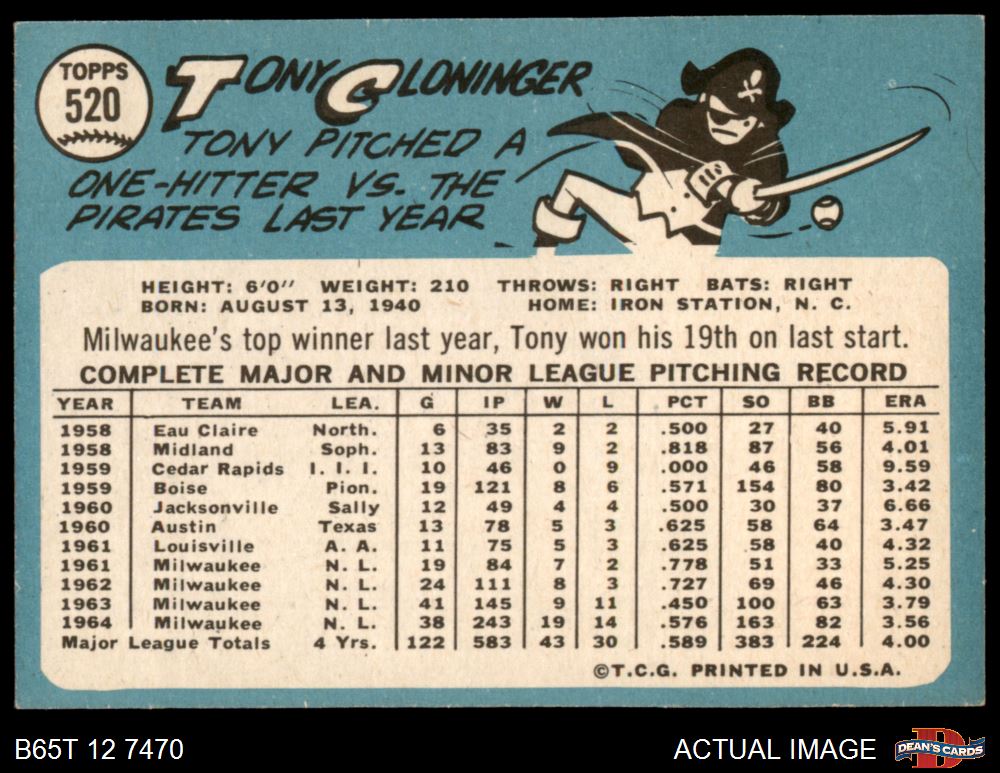 TOPPS
520
TONY CLONINGER
TONY PITCHED A
ONE-HITTER VS. THE
PIRATES LAST YEAR
HEIGHT: 6'0" WEIGHT: 210 THROWS: RIGHT BATS: RIGHT
BORN: AUGUST 13, 1940 HOME: IRON STATION, N. C.
Milwaukee's top winner last year, Tony won his 19th on last start.
COMPLETE MAJOR AND MINOR LEAGUE PITCHING RECORD
YEAR TEAM LEA. G IP W L PCT SO BB ERA
1958 Eau Claire North. 6 35 2 2 .500 27 40 5.91
1958 Midland Soph. 13 83 9 2 .818 87 56 4.01
1959 Cedar Rapids I. I. I. 10 46 0 9 .000 46 58 9.59
1959 Boise Pion. 19 121 8 6 .571 154 80 3.42
1960 Jacksonville Sally 12 49 4 4 .500 30 37 6.66
1960 Austin Texas 13 78 5 3 .625 58 64 3.47
1961 Louisville A. A. 11 75 5 3 .625 58 40 4.32
1961 Milwaukee N. L. 19 84 7 2 .778 51 33 5.25
1962 Milwaukee N. L. 24 111 8 3 .727 69 46 4.30
1963 Milwaukee N. L. 41 145 9 11 .450 100 63 3.79
1964 Milwaukee N. L. 38 243 19 14 .576 163 82 3.56
Major League Totals 4 Yrs. 122 583 43 30 .589 383 224 4.00
©T.C.G. PRINTED IN U.S.A.
B65T 12 7470 ACTUAL IMAGE
D
DEAN'S CARDS